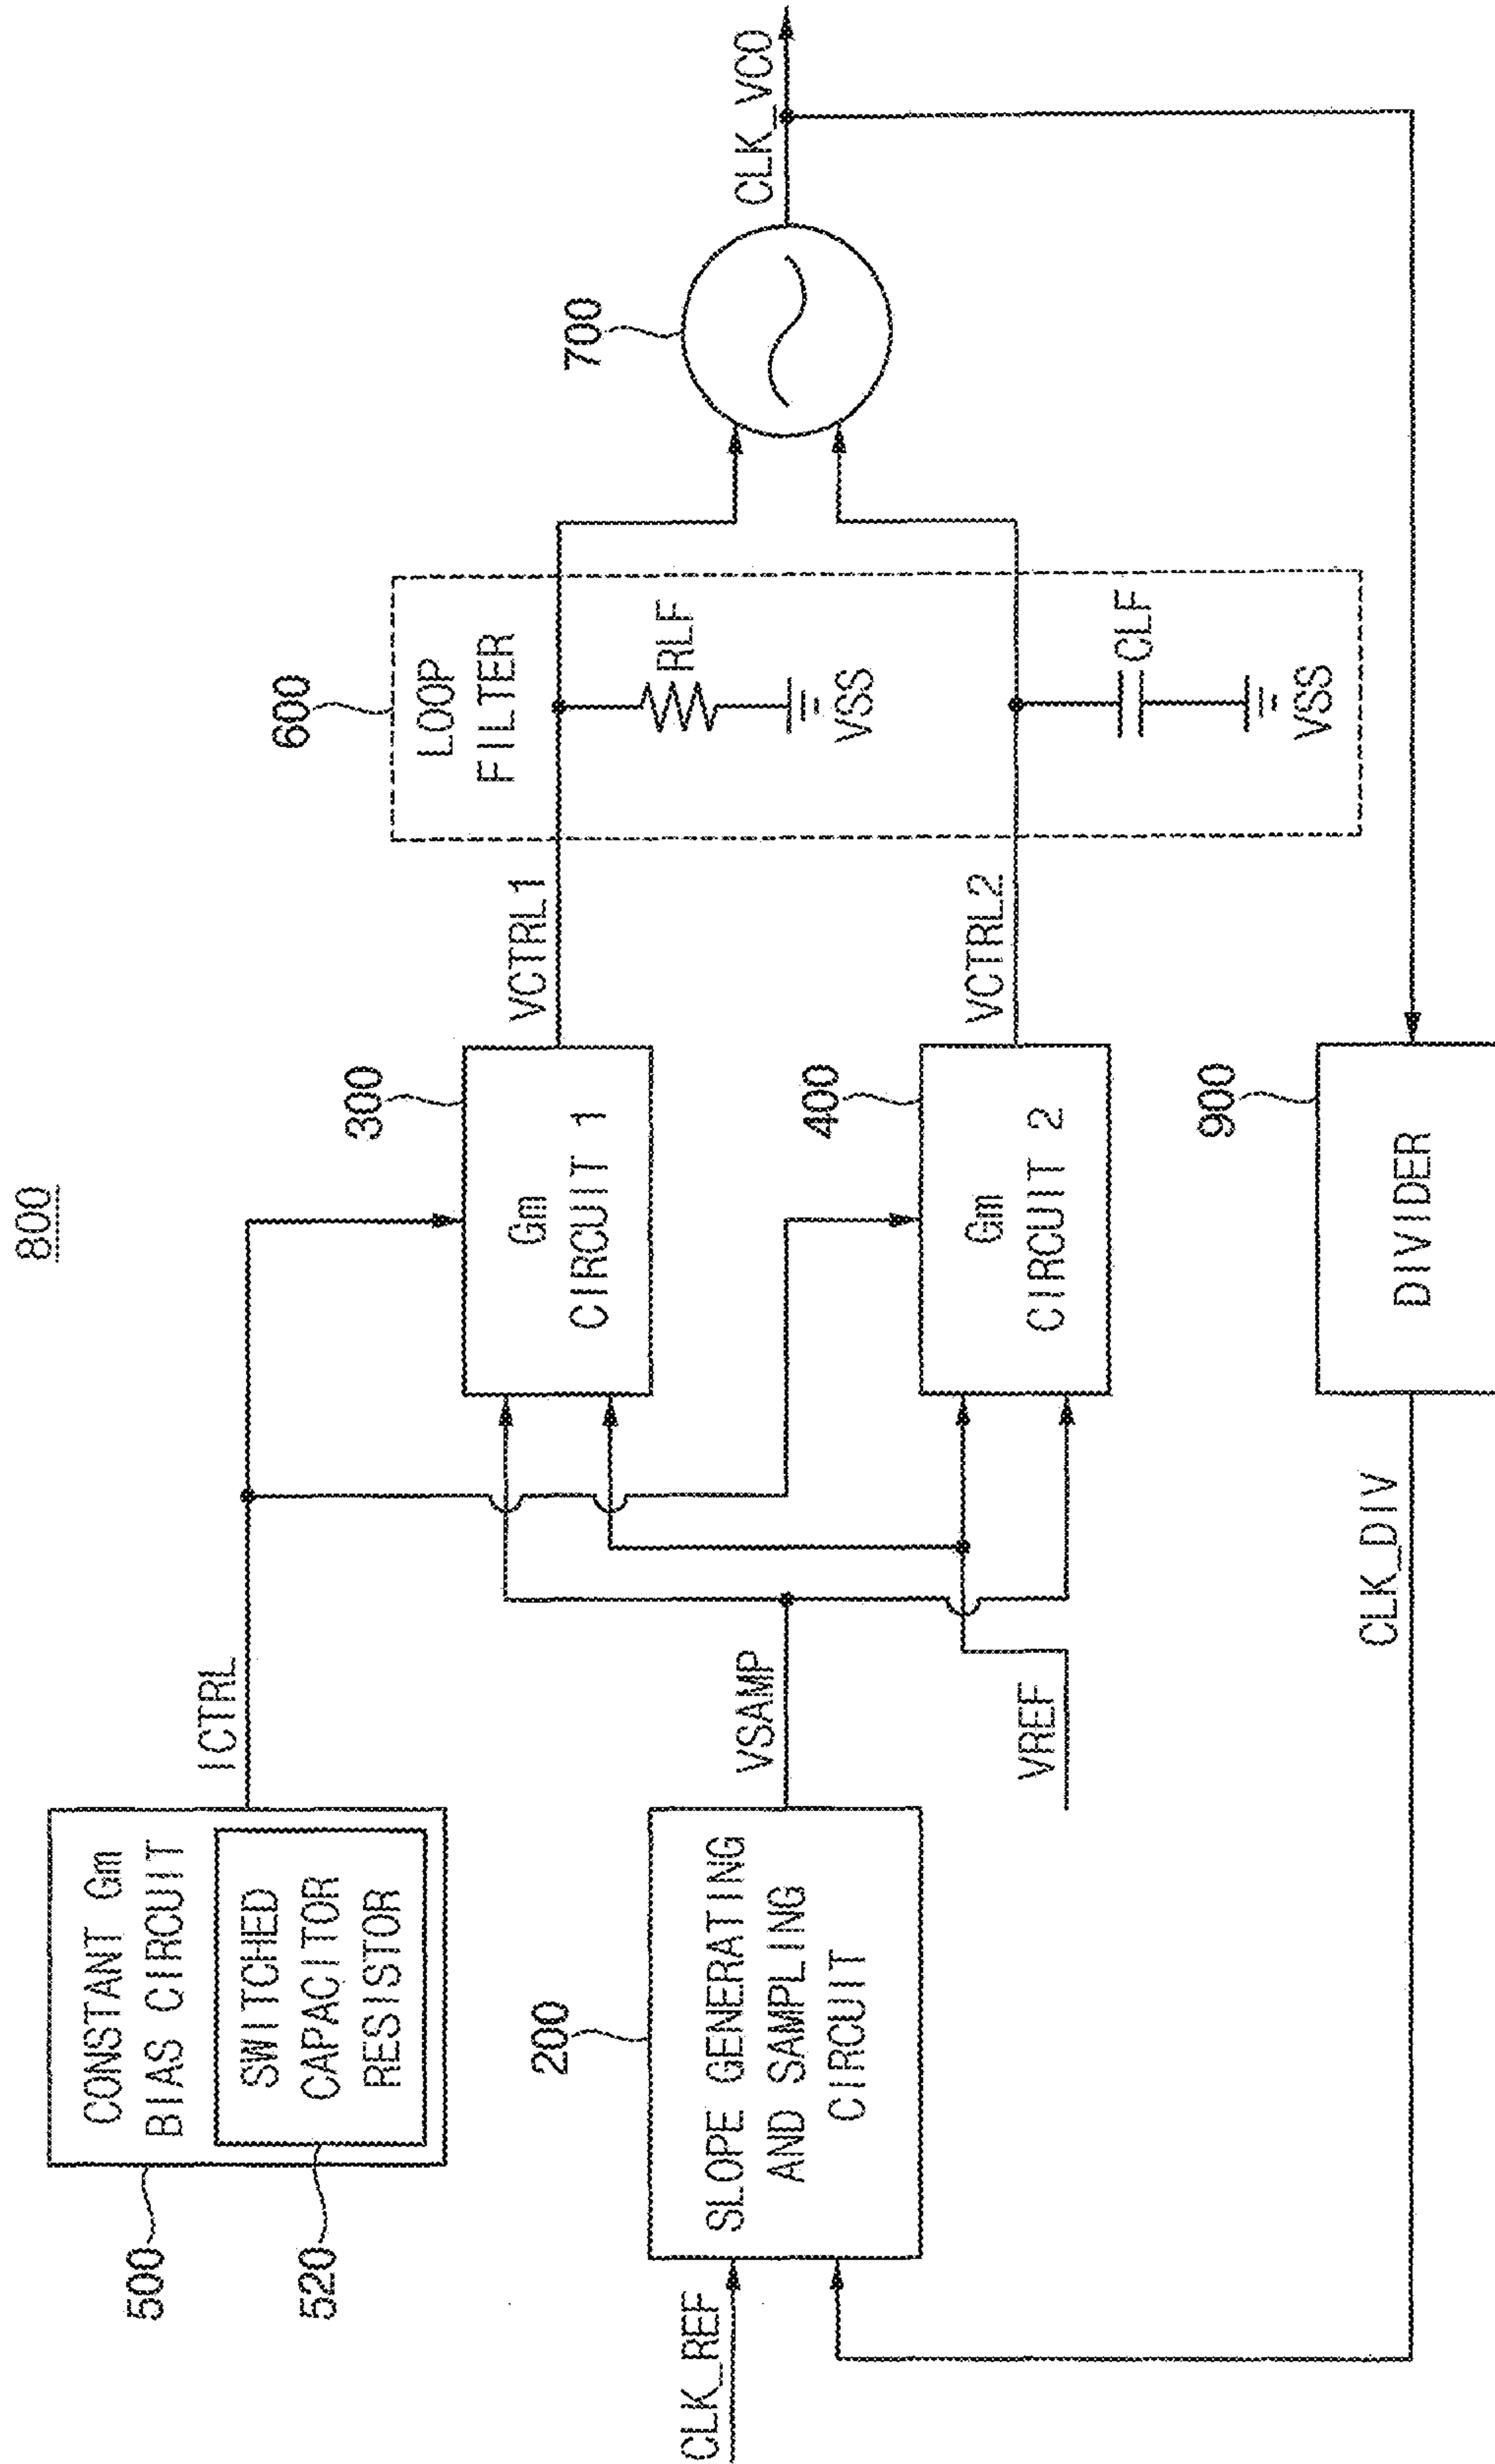 800
500
CONSTANT Gm
BIAS CIRCUIT
520
SWITCHED
CAPACITOR
RESISTOR
ICTRL
300
Gm
CIRCUIT 1
VCTRL1
600
LOOP
FILTER
RLF
VSS
700
CLK_VCO
CLK_REF
200
SLOPE GENERATING
AND SAMPLING
CIRCUIT
VSAMP
VREF
400
Gm
CIRCUIT 2
VCTRL2
CLF
VSS
CLK_DIV
900
DIVIDER